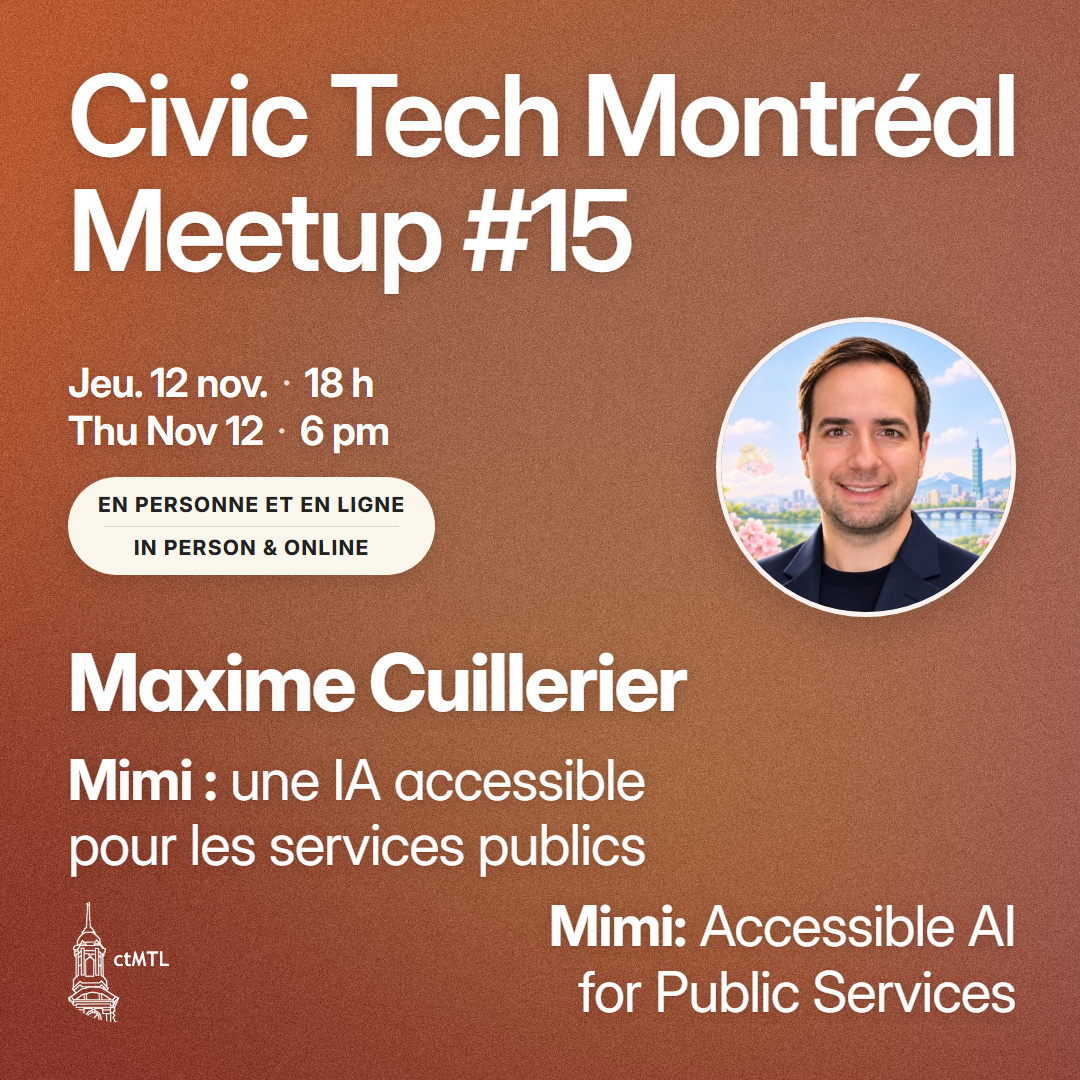 Civic Tech Montréal
Meetup #15
Jeu. 12 nov. · 18 h
Thu Nov 12 · 6 pm
EN PERSONNE ET EN LIGNE
IN PERSON & ONLINE
Maxime Cuillerier
Mimi : une IA accessible
pour les services publics
ctMTL
Mimi: Accessible AI
for Public Services